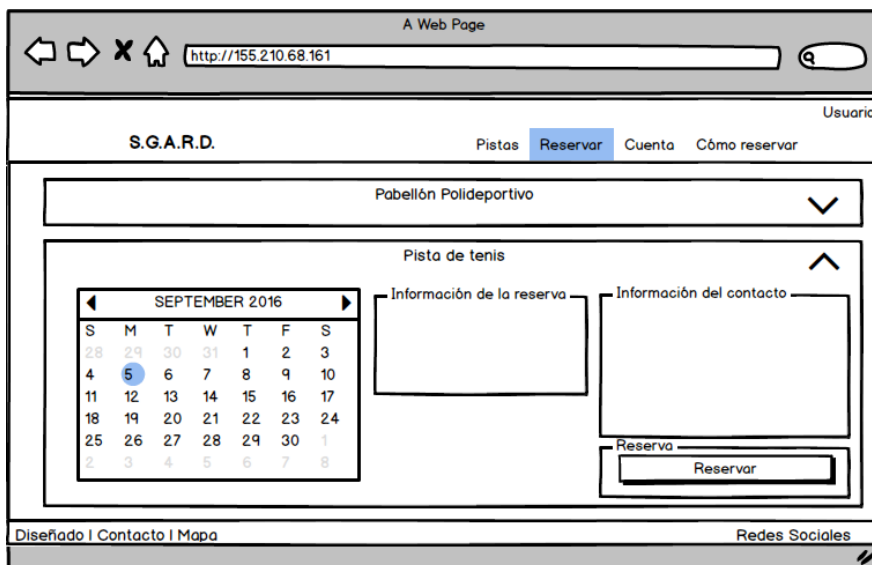 A Web Page
http://155.210.68.161
Usuario
S.G.A.R.D. Pistas Reservar Cuenta Cómo reservar
Pabellón Polideportivo
Pista de tenis
SEPTEMBER 2016
S M T W T F S
28 29 30 31 1 2 3
4 5 6 7 8 9 10
11 12 13 14 15 16 17
18 19 20 21 22 23 24
25 26 27 28 29 30 1
2 3 4 5 6 7 8
Información de la reserva
Información del contacto
Reserva
Reservar
Diseñado | Contacto | Mapa Redes Sociales